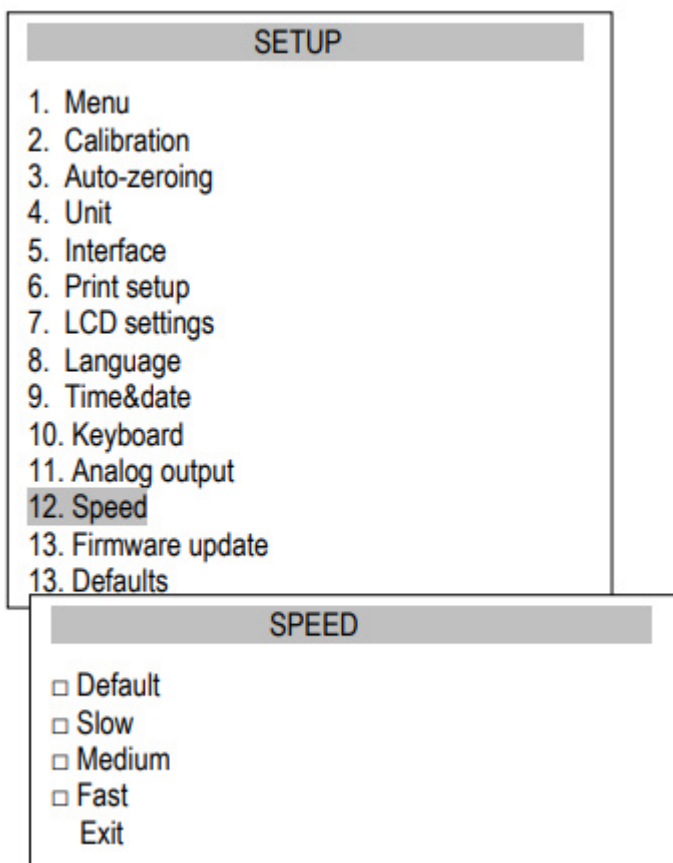 SETUP
1. Menu
2. Calibration
3. Auto-zeroing
4. Unit
5. Interface
6. Print setup
7. LCD settings
8. Language
9. Time&date
10. Keyboard
11. Analog output
12. Speed
13. Firmware update
13. Defaults
SPEED
□ Default
□ Slow
□ Medium
□ Fast
Exit